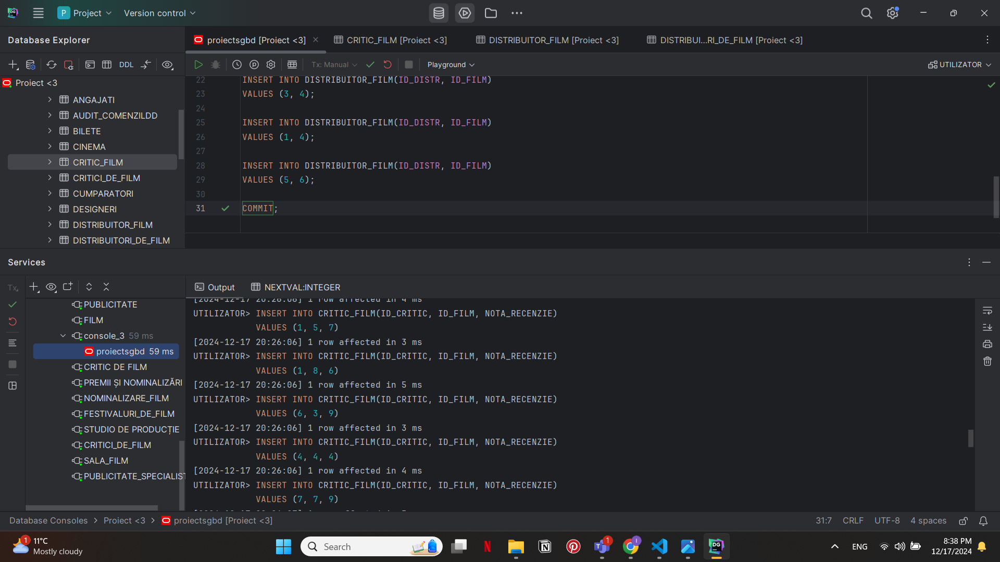 DG
P Project Version control
Database Explorer
proiectsgbd [Proiect <3] CRITIC_FILM [Proiect <3] DISTRIBUITOR_FILM [Proiect <3] DISTRIBUI...RI_DE_FILM [Proiect <3]
DDL
Tx: Manual Playground UTILIZATOR
Proiect <3
ANGAJATI
AUDIT_COMENZILDD
BILETE
CINEMA
CRITIC_FILM
CRITICI_DE_FILM
CUMPARATORI
DESIGNERI
DISTRIBUITOR_FILM
DISTRIBUITORI_DE_FILM
22 INSERT INTO DISTRIBUITOR_FILM(ID_DISTR, ID_FILM)
23 VALUES (3, 4);
24
25 INSERT INTO DISTRIBUITOR_FILM(ID_DISTR, ID_FILM)
26 VALUES (1, 4);
27
28 INSERT INTO DISTRIBUITOR_FILM(ID_DISTR, ID_FILM)
29 VALUES (5, 6);
30
31 COMMIT;
Services
Tx
PUBLICITATE
FILM
console_3 59 ms
proiectsgbd 59 ms
CRITIC DE FILM
PREMII ȘI NOMINALIZĂRI
NOMINALIZARE_FILM
FESTIVALURI_DE_FILM
STUDIO DE PRODUCȚIE
CRITICI_DE_FILM
SALA_FILM
PUBLICITATE_SPECIALIST
Output NEXTVAL:INTEGER
[2024-12-17 20:26:06] 1 row affected in 4 ms
UTILIZATOR> INSERT INTO CRITIC_FILM(ID_CRITIC, ID_FILM, NOTA_RECENZIE)
VALUES (1, 5, 7)
[2024-12-17 20:26:06] 1 row affected in 3 ms
UTILIZATOR> INSERT INTO CRITIC_FILM(ID_CRITIC, ID_FILM, NOTA_RECENZIE)
VALUES (1, 8, 6)
[2024-12-17 20:26:06] 1 row affected in 5 ms
UTILIZATOR> INSERT INTO CRITIC_FILM(ID_CRITIC, ID_FILM, NOTA_RECENZIE)
VALUES (6, 3, 9)
[2024-12-17 20:26:06] 1 row affected in 3 ms
UTILIZATOR> INSERT INTO CRITIC_FILM(ID_CRITIC, ID_FILM, NOTA_RECENZIE)
VALUES (4, 4, 4)
[2024-12-17 20:26:06] 1 row affected in 4 ms
UTILIZATOR> INSERT INTO CRITIC_FILM(ID_CRITIC, ID_FILM, NOTA_RECENZIE)
VALUES (7, 7, 9)
Database Consoles > Proiect <3 > proiectsgbd [Proiect <3] 31:7 CRLF UTF-8 4 spaces
1 11°C
Mostly cloudy
Search
N
1
I
DG
ENG
8:38 PM
12/17/2024